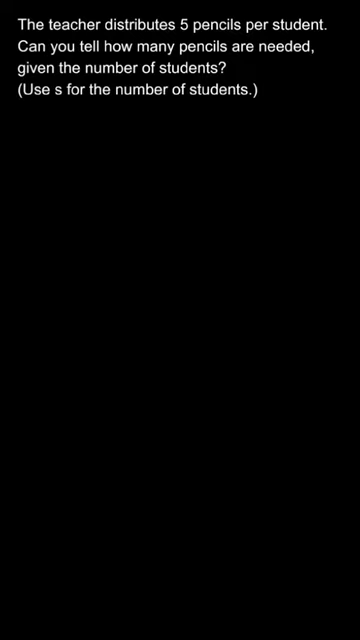 The teacher distributes 5 pencils per student.
Can you tell how many pencils are needed,
given the number of students?
(Use s for the number of students.)